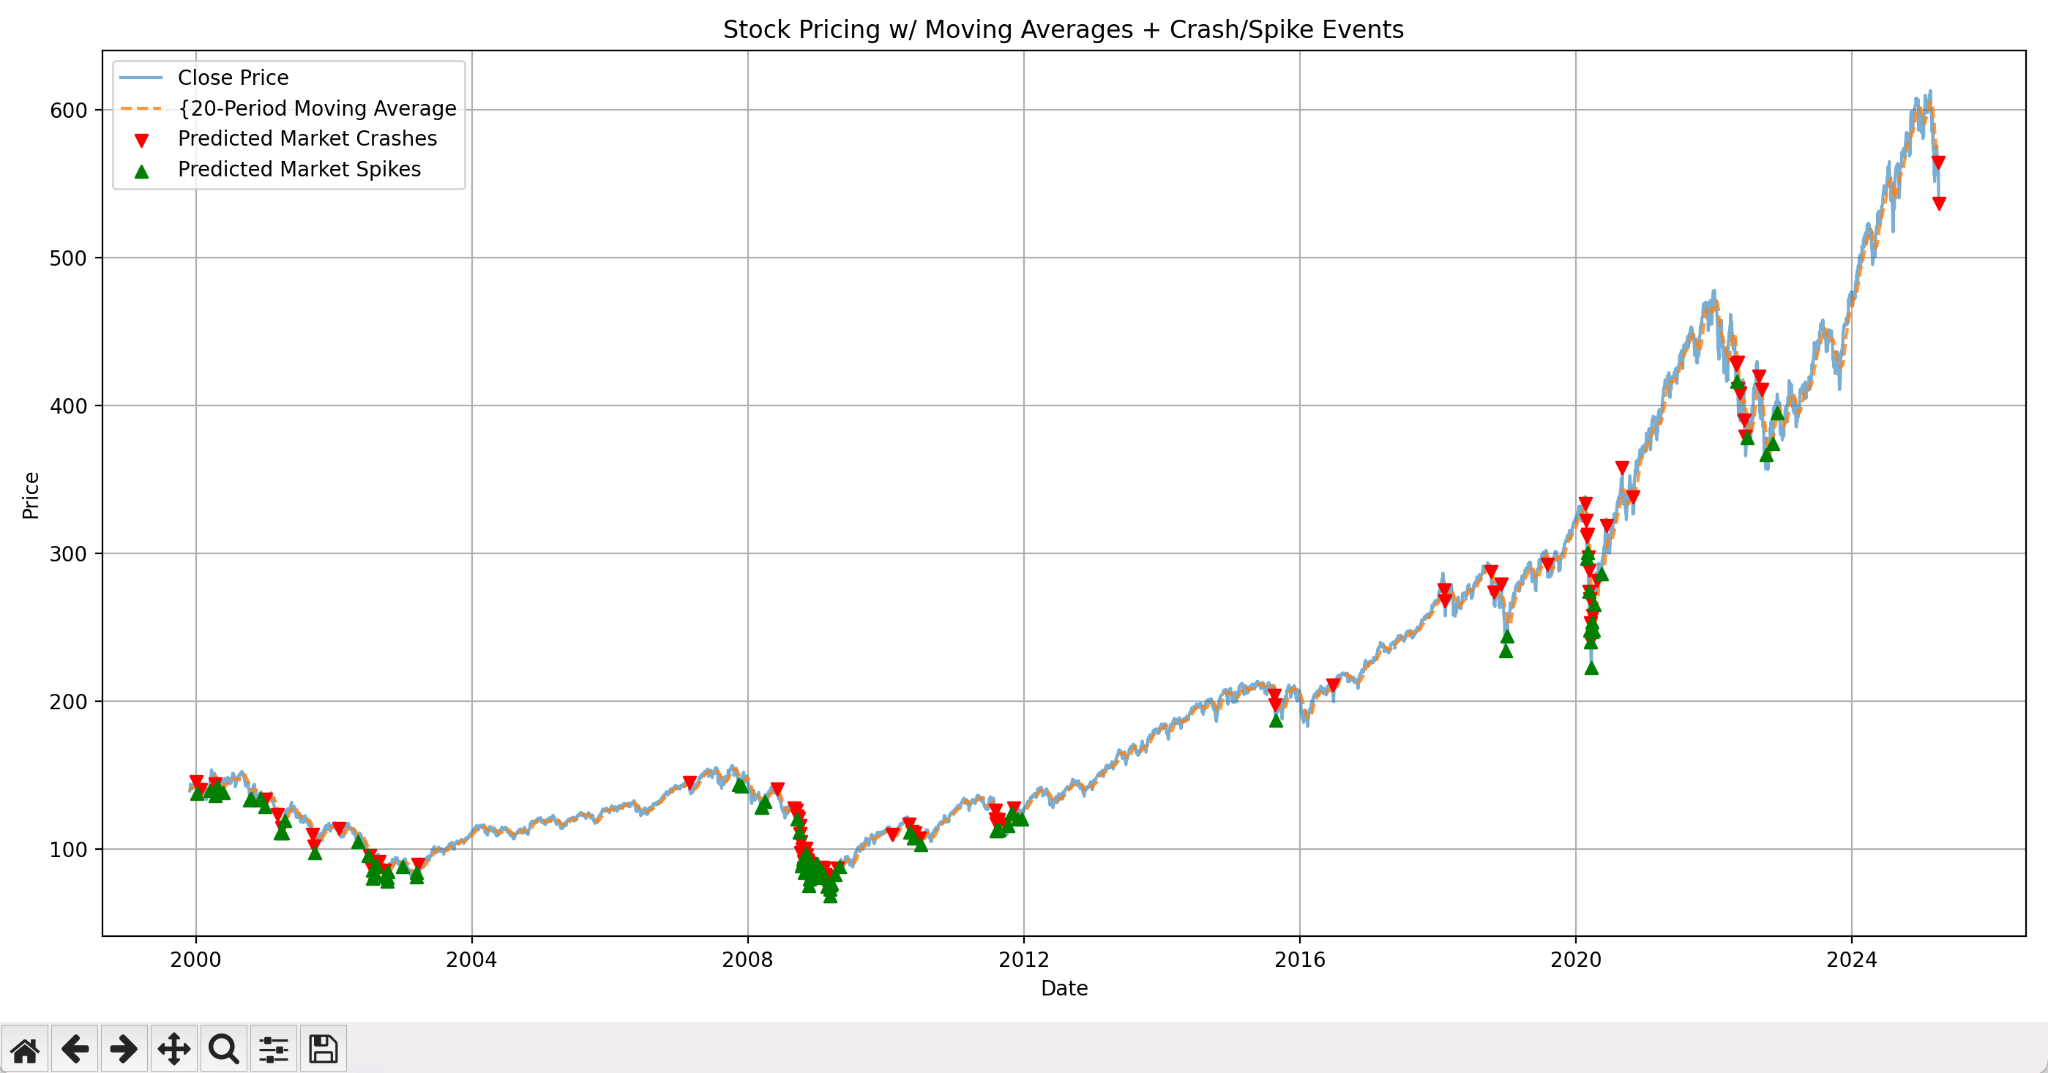 Stock Pricing w/ Moving Averages + Crash/Spike Events
Close Price
{20-Period Moving Average
Predicted Market Crashes
Predicted Market Spikes
600
500
400
300
200
100
Price
2000 2004 2008 2012 2016 2020 2024
Date